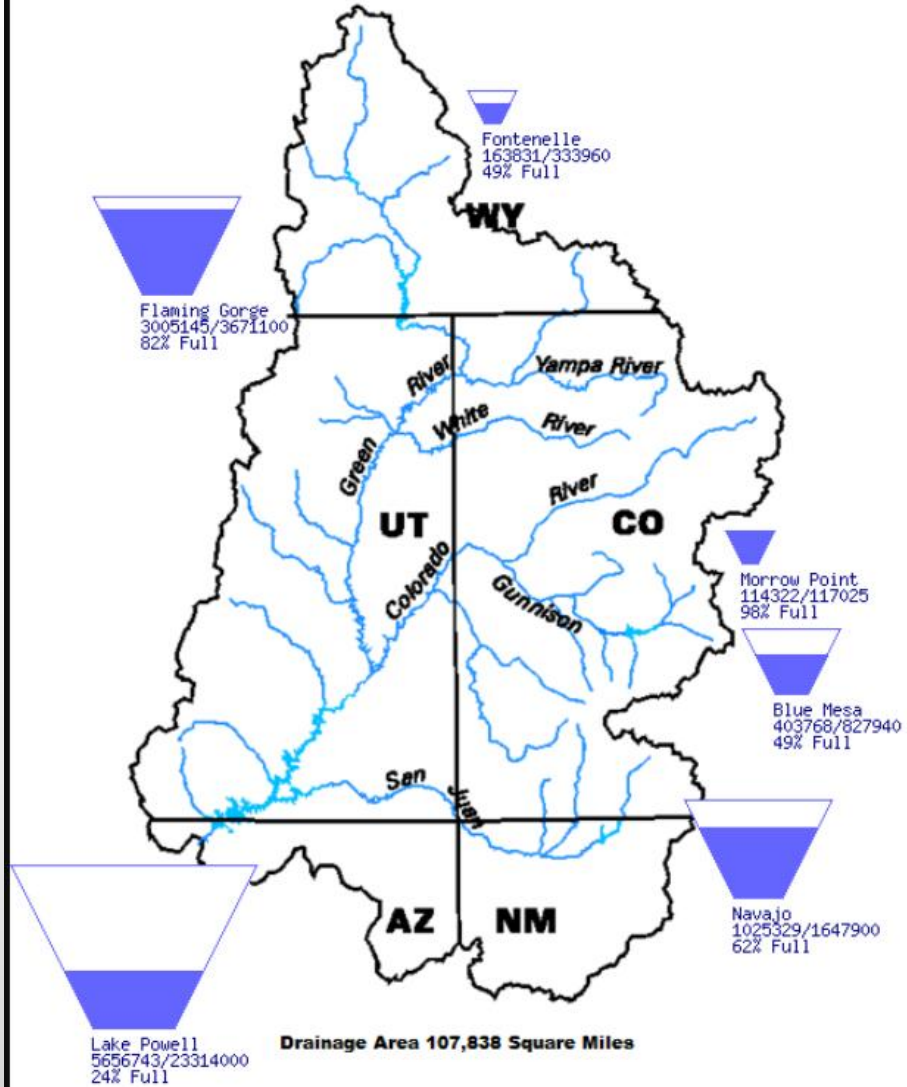 Fontenelle
163831/333960
49% Full
WY
Flaming Gorge
3005145/3671100
82% Full
Yampa River
River
White
River
Green
River
UT
CO
Colorado
Gunnison
Morrow Point
114322/117025
98% Full
Blue Mesa
403768/827940
49% Full
San
Juan
AZ
NM
Navajo
1025329/1647900
62% Full
Lake Powell
5656743/23314000
24% Full
Drainage Area 107,838 Square Miles